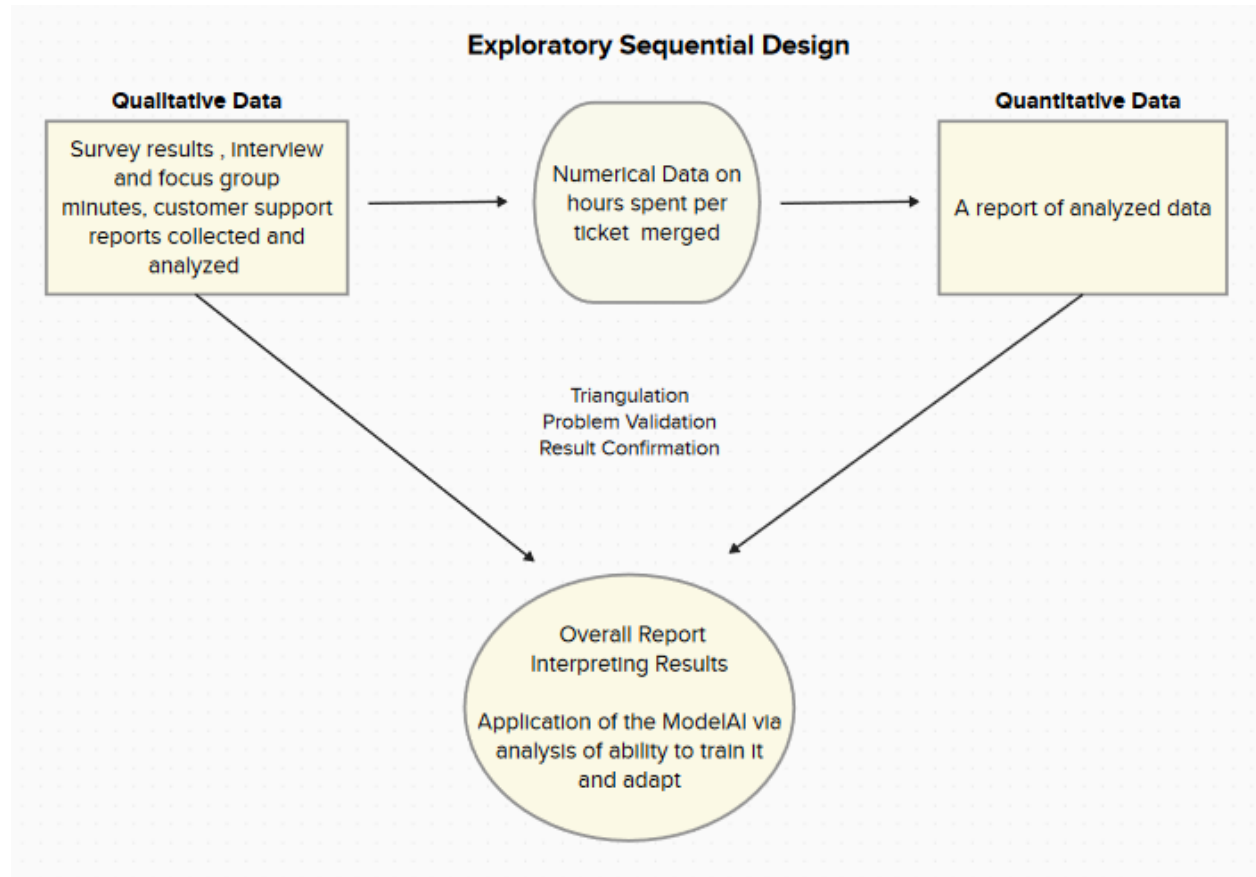 Exploratory Sequential Design
Qualitative Data
Survey results , interview
and focus group
minutes, customer support
reports collected and
analyzed
Numerical Data on
hours spent per
ticket merged
Quantitative Data
A report of analyzed data
Triangulation
Problem Validation
Result Confirmation
Overall Report
Interpreting Results
Application of the ModelAI via
analysis of ability to train it
and adapt